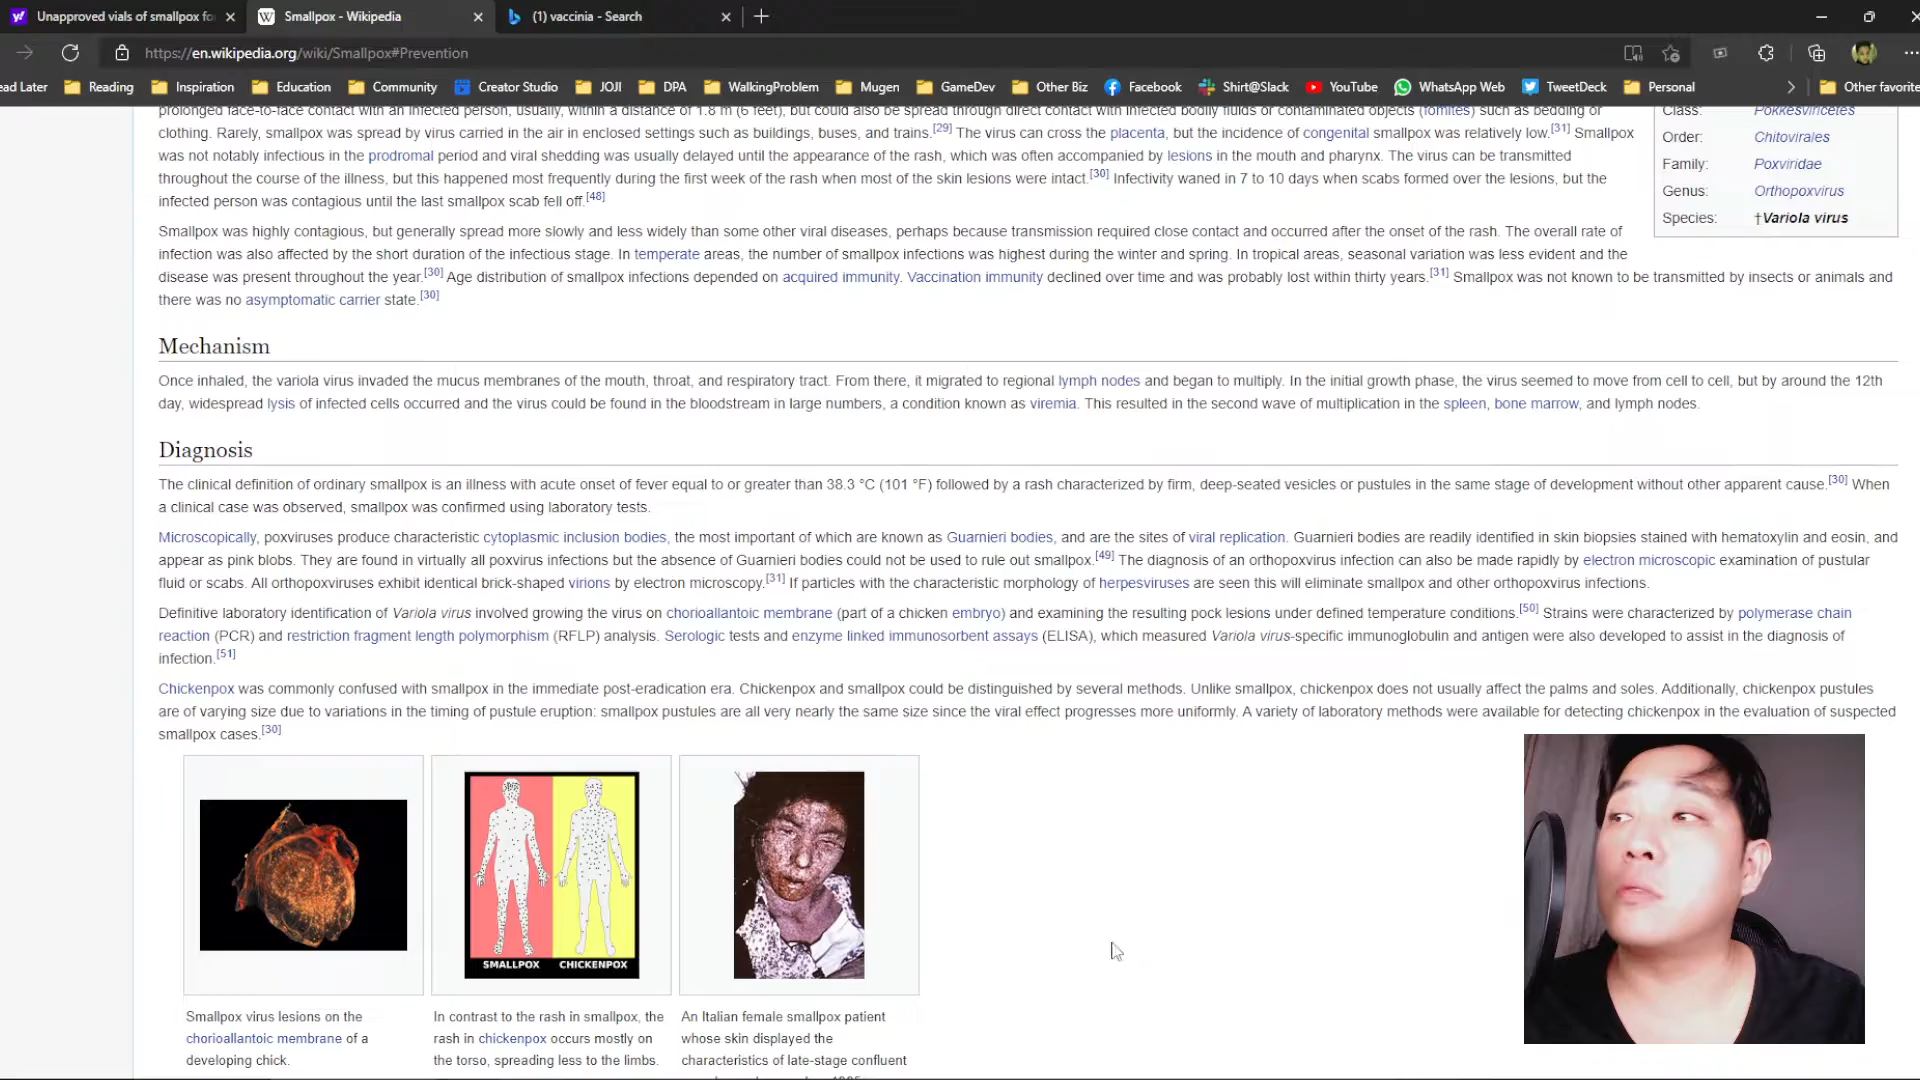 Unapproved vials of smallpox fo
Smallpox - Wikipedia
(1) vaccinia - Search
https://en.wikipedia.org/wiki/Smallpox#Prevention
ead Later
Reading
Inspiration
Education
Community
Creator Studio
JOJI
DPA
WalkingProblem
Mugen
GameDev
Other Biz
Facebook
Shirt@Slack
YouTube
WhatsApp Web
TweetDeck
Personal
Other favorite
prolonged face-to-face contact with an infected person, usually, within a distance of 1.8 m (6 feet), but could also be spread through direct contact with infected bodily fluids or contaminated objects (fomites) such as bedding or
clothing. Rarely, smallpox was spread by virus carried in the air in enclosed settings such as buildings, buses, and trains.[29] The virus can cross the placenta, but the incidence of congenital smallpox was relatively low.[31] Smallpox
was not notably infectious in the prodromal period and viral shedding was usually delayed until the appearance of the rash, which was often accompanied by lesions in the mouth and pharynx. The virus can be transmitted
throughout the course of the illness, but this happened most frequently during the first week of the rash when most of the skin lesions were intact.[30] Infectivity waned in 7 to 10 days when scabs formed over the lesions, but the
infected person was contagious until the last smallpox scab fell off.[48]
Class: Pokkesviricetes
Order: Chitovirales
Family: Poxviridae
Genus: Orthopoxvirus
Species: †Variola virus
Smallpox was highly contagious, but generally spread more slowly and less widely than some other viral diseases, perhaps because transmission required close contact and occurred after the onset of the rash. The overall rate of
infection was also affected by the short duration of the infectious stage. In temperate areas, the number of smallpox infections was highest during the winter and spring. In tropical areas, seasonal variation was less evident and the
disease was present throughout the year.[30] Age distribution of smallpox infections depended on acquired immunity. Vaccination immunity declined over time and was probably lost within thirty years.[31] Smallpox was not known to be transmitted by insects or animals and
there was no asymptomatic carrier state.[30]
Mechanism
Once inhaled, the variola virus invaded the mucus membranes of the mouth, throat, and respiratory tract. From there, it migrated to regional lymph nodes and began to multiply. In the initial growth phase, the virus seemed to move from cell to cell, but by around the 12th
day, widespread lysis of infected cells occurred and the virus could be found in the bloodstream in large numbers, a condition known as viremia. This resulted in the second wave of multiplication in the spleen, bone marrow, and lymph nodes.
Diagnosis
The clinical definition of ordinary smallpox is an illness with acute onset of fever equal to or greater than 38.3 °C (101 °F) followed by a rash characterized by firm, deep-seated vesicles or pustules in the same stage of development without other apparent cause.[30] When
a clinical case was observed, smallpox was confirmed using laboratory tests.
Microscopically, poxviruses produce characteristic cytoplasmic inclusion bodies, the most important of which are known as Guarnieri bodies, and are the sites of viral replication. Guarnieri bodies are readily identified in skin biopsies stained with hematoxylin and eosin, and
appear as pink blobs. They are found in virtually all poxvirus infections but the absence of Guarnieri bodies could not be used to rule out smallpox.[49] The diagnosis of an orthopoxvirus infection can also be made rapidly by electron microscopic examination of pustular
fluid or scabs. All orthopoxviruses exhibit identical brick-shaped virions by electron microscopy.[31] If particles with the characteristic morphology of herpesviruses are seen this will eliminate smallpox and other orthopoxvirus infections.
Definitive laboratory identification of Variola virus involved growing the virus on chorioallantoic membrane (part of a chicken embryo) and examining the resulting pock lesions under defined temperature conditions.[50] Strains were characterized by polymerase chain
reaction (PCR) and restriction fragment length polymorphism (RFLP) analysis. Serologic tests and enzyme linked immunosorbent assays (ELISA), which measured Variola virus-specific immunoglobulin and antigen were also developed to assist in the diagnosis of
infection.[51]
Chickenpox was commonly confused with smallpox in the immediate post-eradication era. Chickenpox and smallpox could be distinguished by several methods. Unlike smallpox, chickenpox does not usually affect the palms and soles. Additionally, chickenpox pustules
are of varying size due to variations in the timing of pustule eruption: smallpox pustules are all very nearly the same size since the viral effect progresses more uniformly. A variety of laboratory methods were available for detecting chickenpox in the evaluation of suspected
smallpox cases.[30]
SMALLPOX CHICKENPOX
Smallpox virus lesions on the
chorioallantoic membrane of a
developing chick.
In contrast to the rash in smallpox, the
rash in chickenpox occurs mostly on
the torso, spreading less to the limbs.
An Italian female smallpox patient
whose skin displayed the
characteristics of late-stage confluent